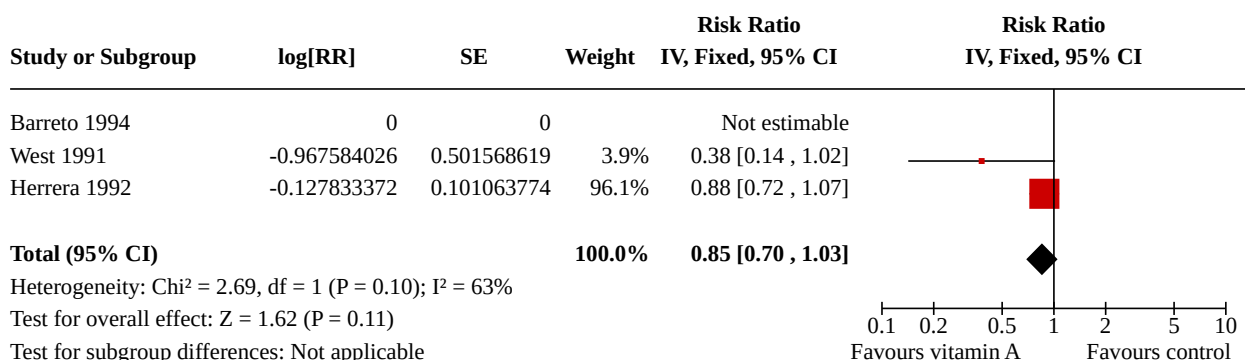 Risk Ratio Risk Ratio
Study or Subgroup log[RR] SE Weight IV, Fixed, 95% CI IV, Fixed, 95% CI
Barreto 1994 0 0 Not estimable
West 1991 -0.967584026 0.501568619 3.9% 0.38 [0.14 , 1.02]
Herrera 1992 -0.127833372 0.101063774 96.1% 0.88 [0.72 , 1.07]
Total (95% CI) 100.0% 0.85 [0.70 , 1.03]
Heterogeneity: Chi² = 2.69, df = 1 (P = 0.10); I² = 63%
Test for overall effect: Z = 1.62 (P = 0.11) 0.1 0.2 0.5 1 2 5 10
Test for subgroup differences: Not applicable Favours vitamin A Favours control